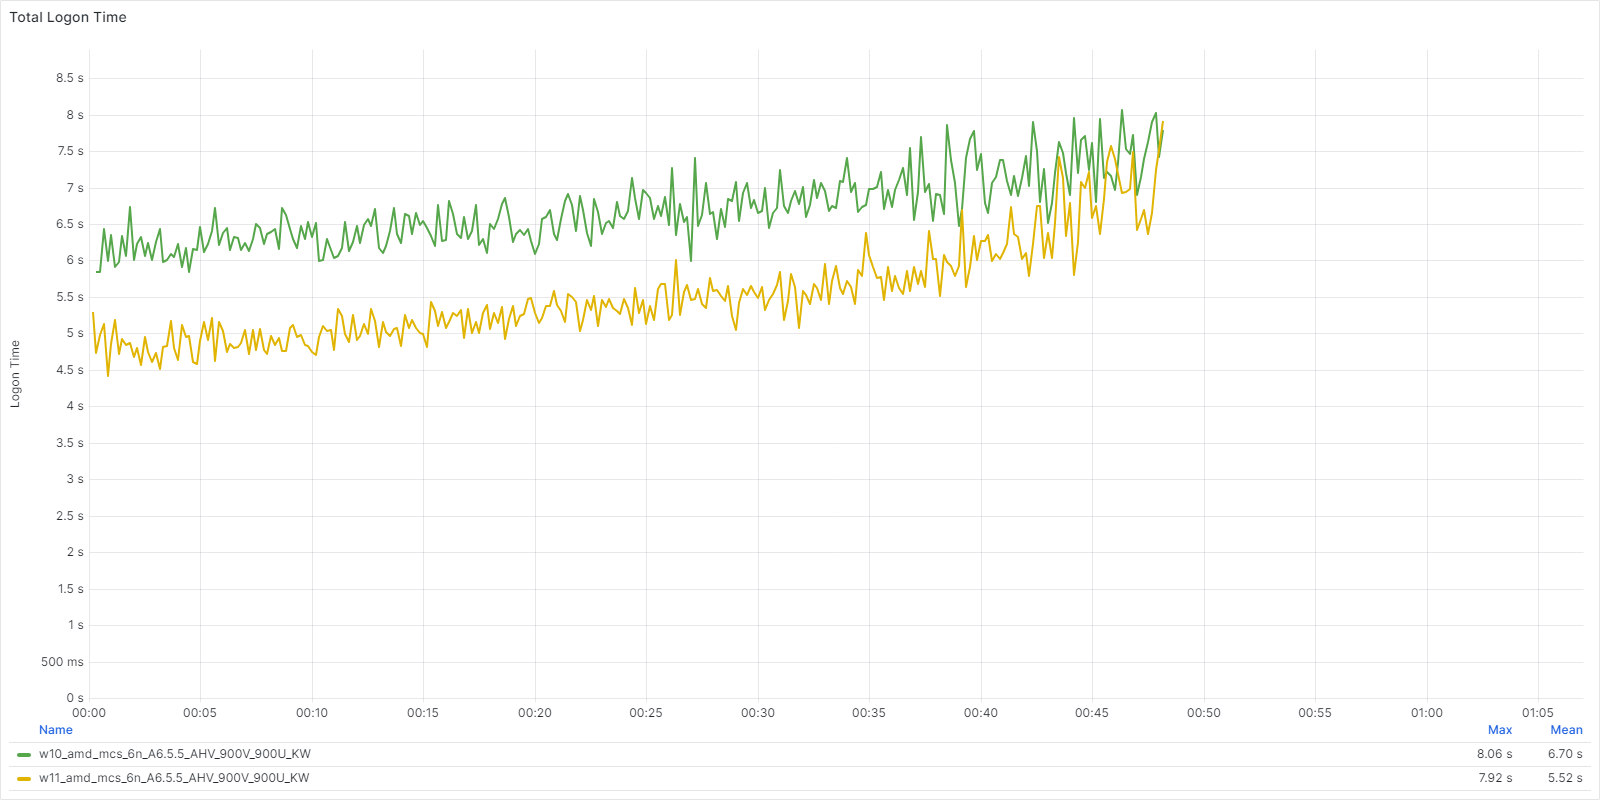 Total Logon Time
8.5 s
8 s
7.5 s
7 s
6.5 s
6 s
5.5 s
5 s
4.5 s
4 s
3.5 s
3 s
2.5 s
2 s
1.5 s
1 s
500 ms
0 s
Logon Time
00:00 00:05 00:10 00:15 00:20 00:25 00:30 00:35 00:40 00:45 00:50 00:55 01:00 01:05
Name Max Mean
w10_amd_mcs_6n_A6.5.5_AHV_900V_900U_KW 8.06 s 6.70 s
w11_amd_mcs_6n_A6.5.5_AHV_900V_900U_KW 7.92 s 5.52 s